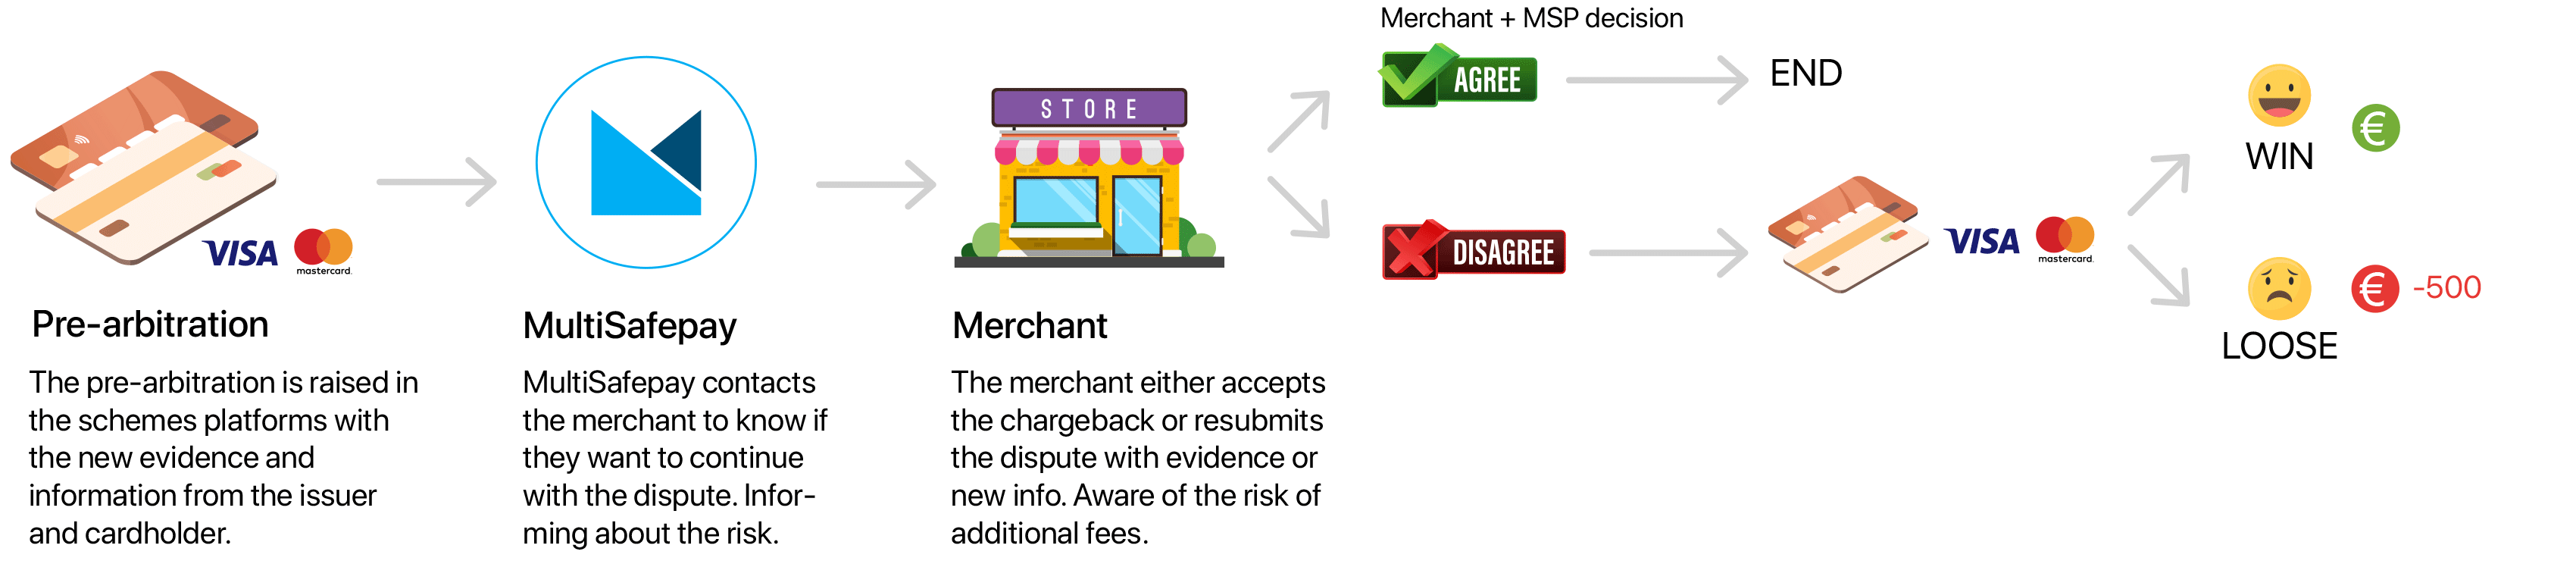 Merchant + MSP decision
AGREE
END
STORE
WIN
€
DISAGREE
VISA
mastercard.
VISA
mastercard.
€ -500
LOOSE
Pre-arbitration
The pre-arbitration is raised in
the schemes platforms with
the new evidence and
information from the issuer
and cardholder.
MultiSafepay
MultiSafepay contacts
the merchant to know if
they want to continue
with the dispute. Infor-
ming about the risk.
Merchant
The merchant either accepts
the chargeback or resubmits
the dispute with evidence or
new info. Aware of the risk of
additional fees.